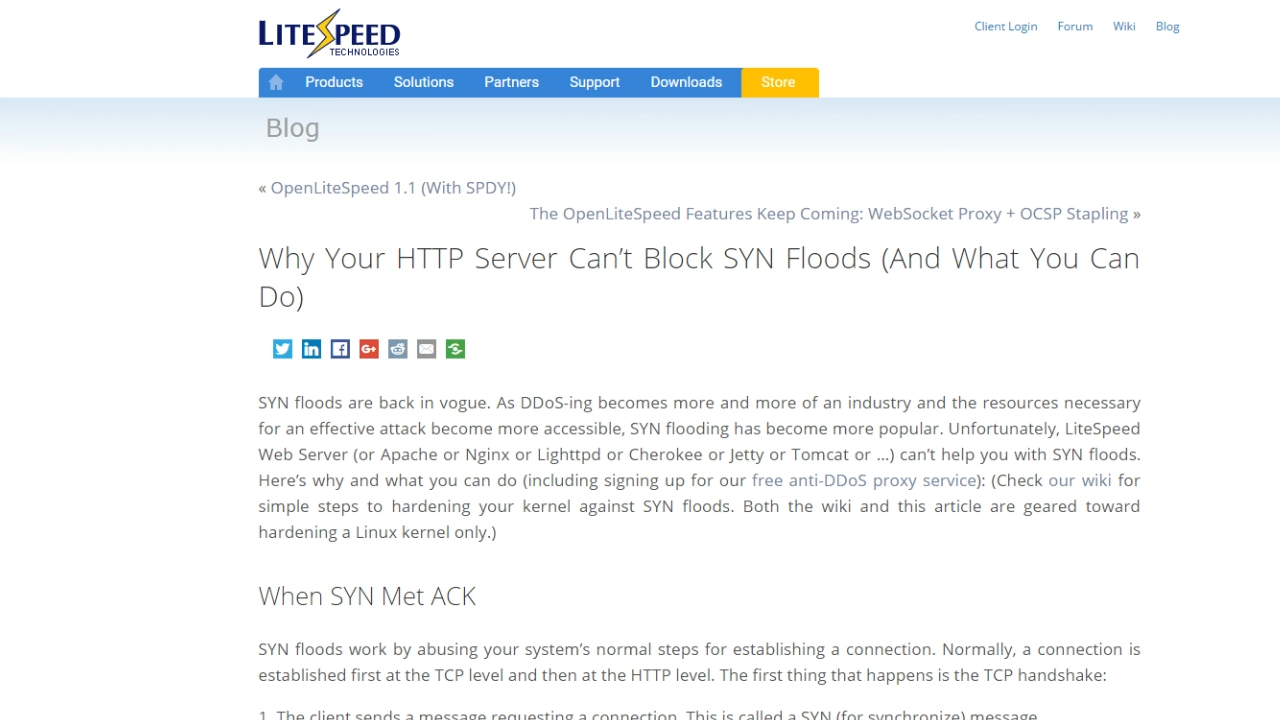 LITESPEED
TECHNOLOGIES
Client Login Forum Wiki Blog
Products Solutions Partners Support Downloads Store
Blog
« OpenLiteSpeed 1.1 (With SPDY!)
The OpenLiteSpeed Features Keep Coming: WebSocket Proxy + OCSP Stapling »
Why Your HTTP Server Can’t Block SYN Floods (And What You Can
Do)
SYN floods are back in vogue. As DDoS-ing becomes more and more of an industry and the resources necessary
for an effective attack become more accessible, SYN flooding has become more popular. Unfortunately, LiteSpeed
Web Server (or Apache or Nginx or Lighttpd or Cherokee or Jetty or Tomcat or …) can’t help you with SYN floods.
Here’s why and what you can do (including signing up for our free anti-DDoS proxy service): (Check our wiki for
simple steps to hardening your kernel against SYN floods. Both the wiki and this article are geared toward
hardening a Linux kernel only.)
When SYN Met ACK
SYN floods work by abusing your system’s normal steps for establishing a connection. Normally, a connection is
established first at the TCP level and then at the HTTP level. The first thing that happens is the TCP handshake:
1. The client sends a message requesting a connection. This is called a SYN (for synchronize) message.